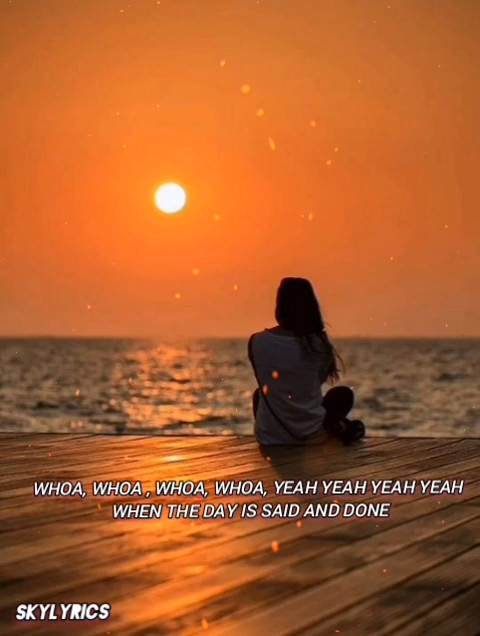 WHOA, WHOA , WHOA, WHOA, YEAH YEAH YEAH YEAH
WHEN THE DAY IS SAID AND DONE
SKYLYRICS